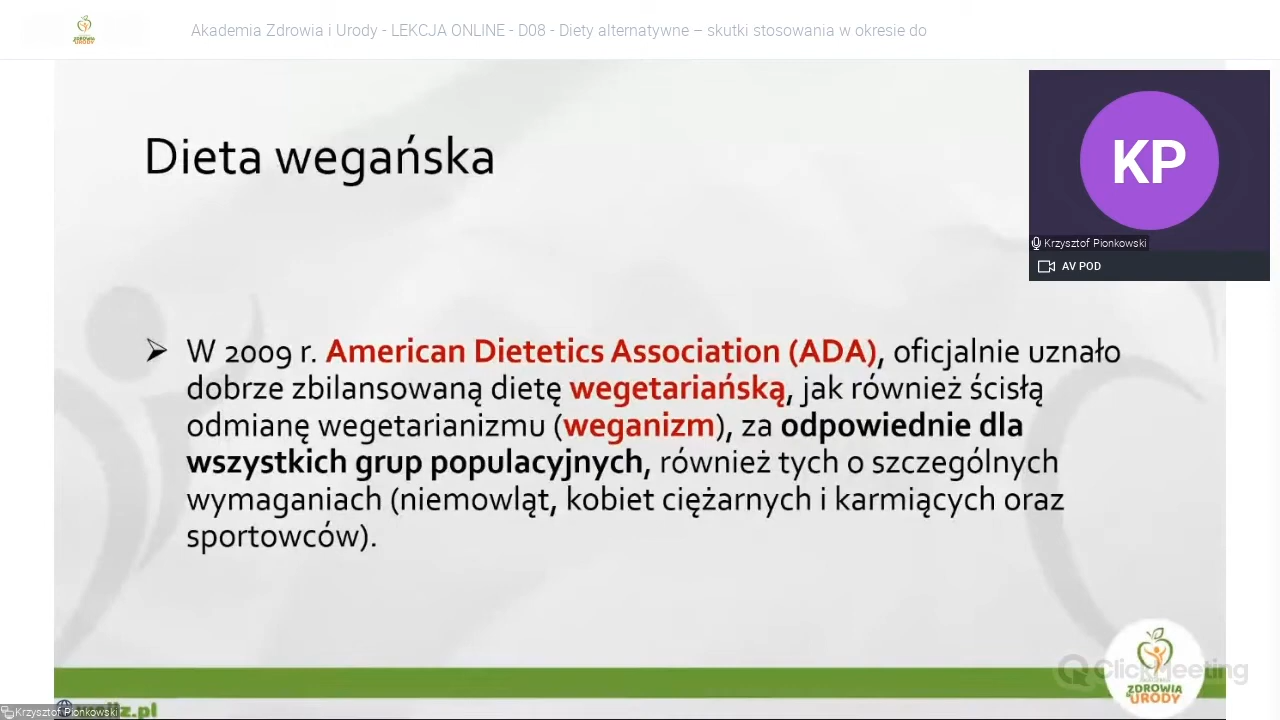 Akademia Zdrowia i Urody - LEKCJA ONLINE - D08 - Diety alternatywne – skutki stosowania w okresie do
Dieta wegańska
KP
Krzysztof Pionkowski
AV POD
➢ W 2009 r. American Dietetics Association (ADA), oficjalnie uznało
dobrze zbilansowaną dietę wegetariańską, jak również ścisłą
odmianę wegetarianizmu (weganizm), za odpowiednie dla
wszystkich grup populacyjnych, również tych o szczególnych
wymaganiach (niemowląt, kobiet ciężarnych i karmiących oraz
sportowców).
ClickMeeting
ZDROWIA
& URODY
Krzysztof Pionkowski